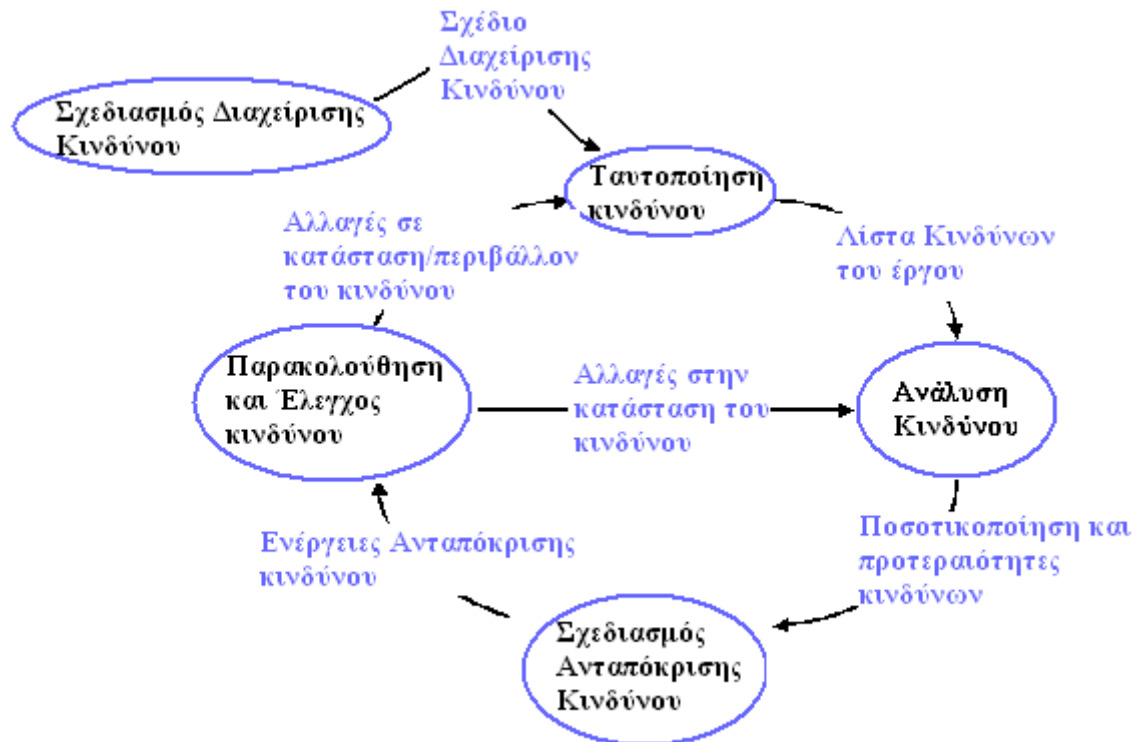 Σχέδιο
Διαχείρισης
Κινδύνου
Σχεδιασμός Διαχείρισης
Κινδύνου
Ταυτοποίηση
κινδύνου
Αλλαγές σε
κατάσταση/περιβάλλον
του κινδύνου
Λίστα Κινδύνων
του έργου
Παρακολούθηση
και Έλεγχος
κινδύνου
Αλλαγές στην
κατάσταση του
κινδύνου
Ανάλυση
Κινδύνου
Ενέργειες Ανταπόκρισης
κινδύνου
Ποσοτικοποίηση και
προτεραιότητες
κινδύνων
Σχεδιασμός
Ανταπόκρισης
Κινδύνου